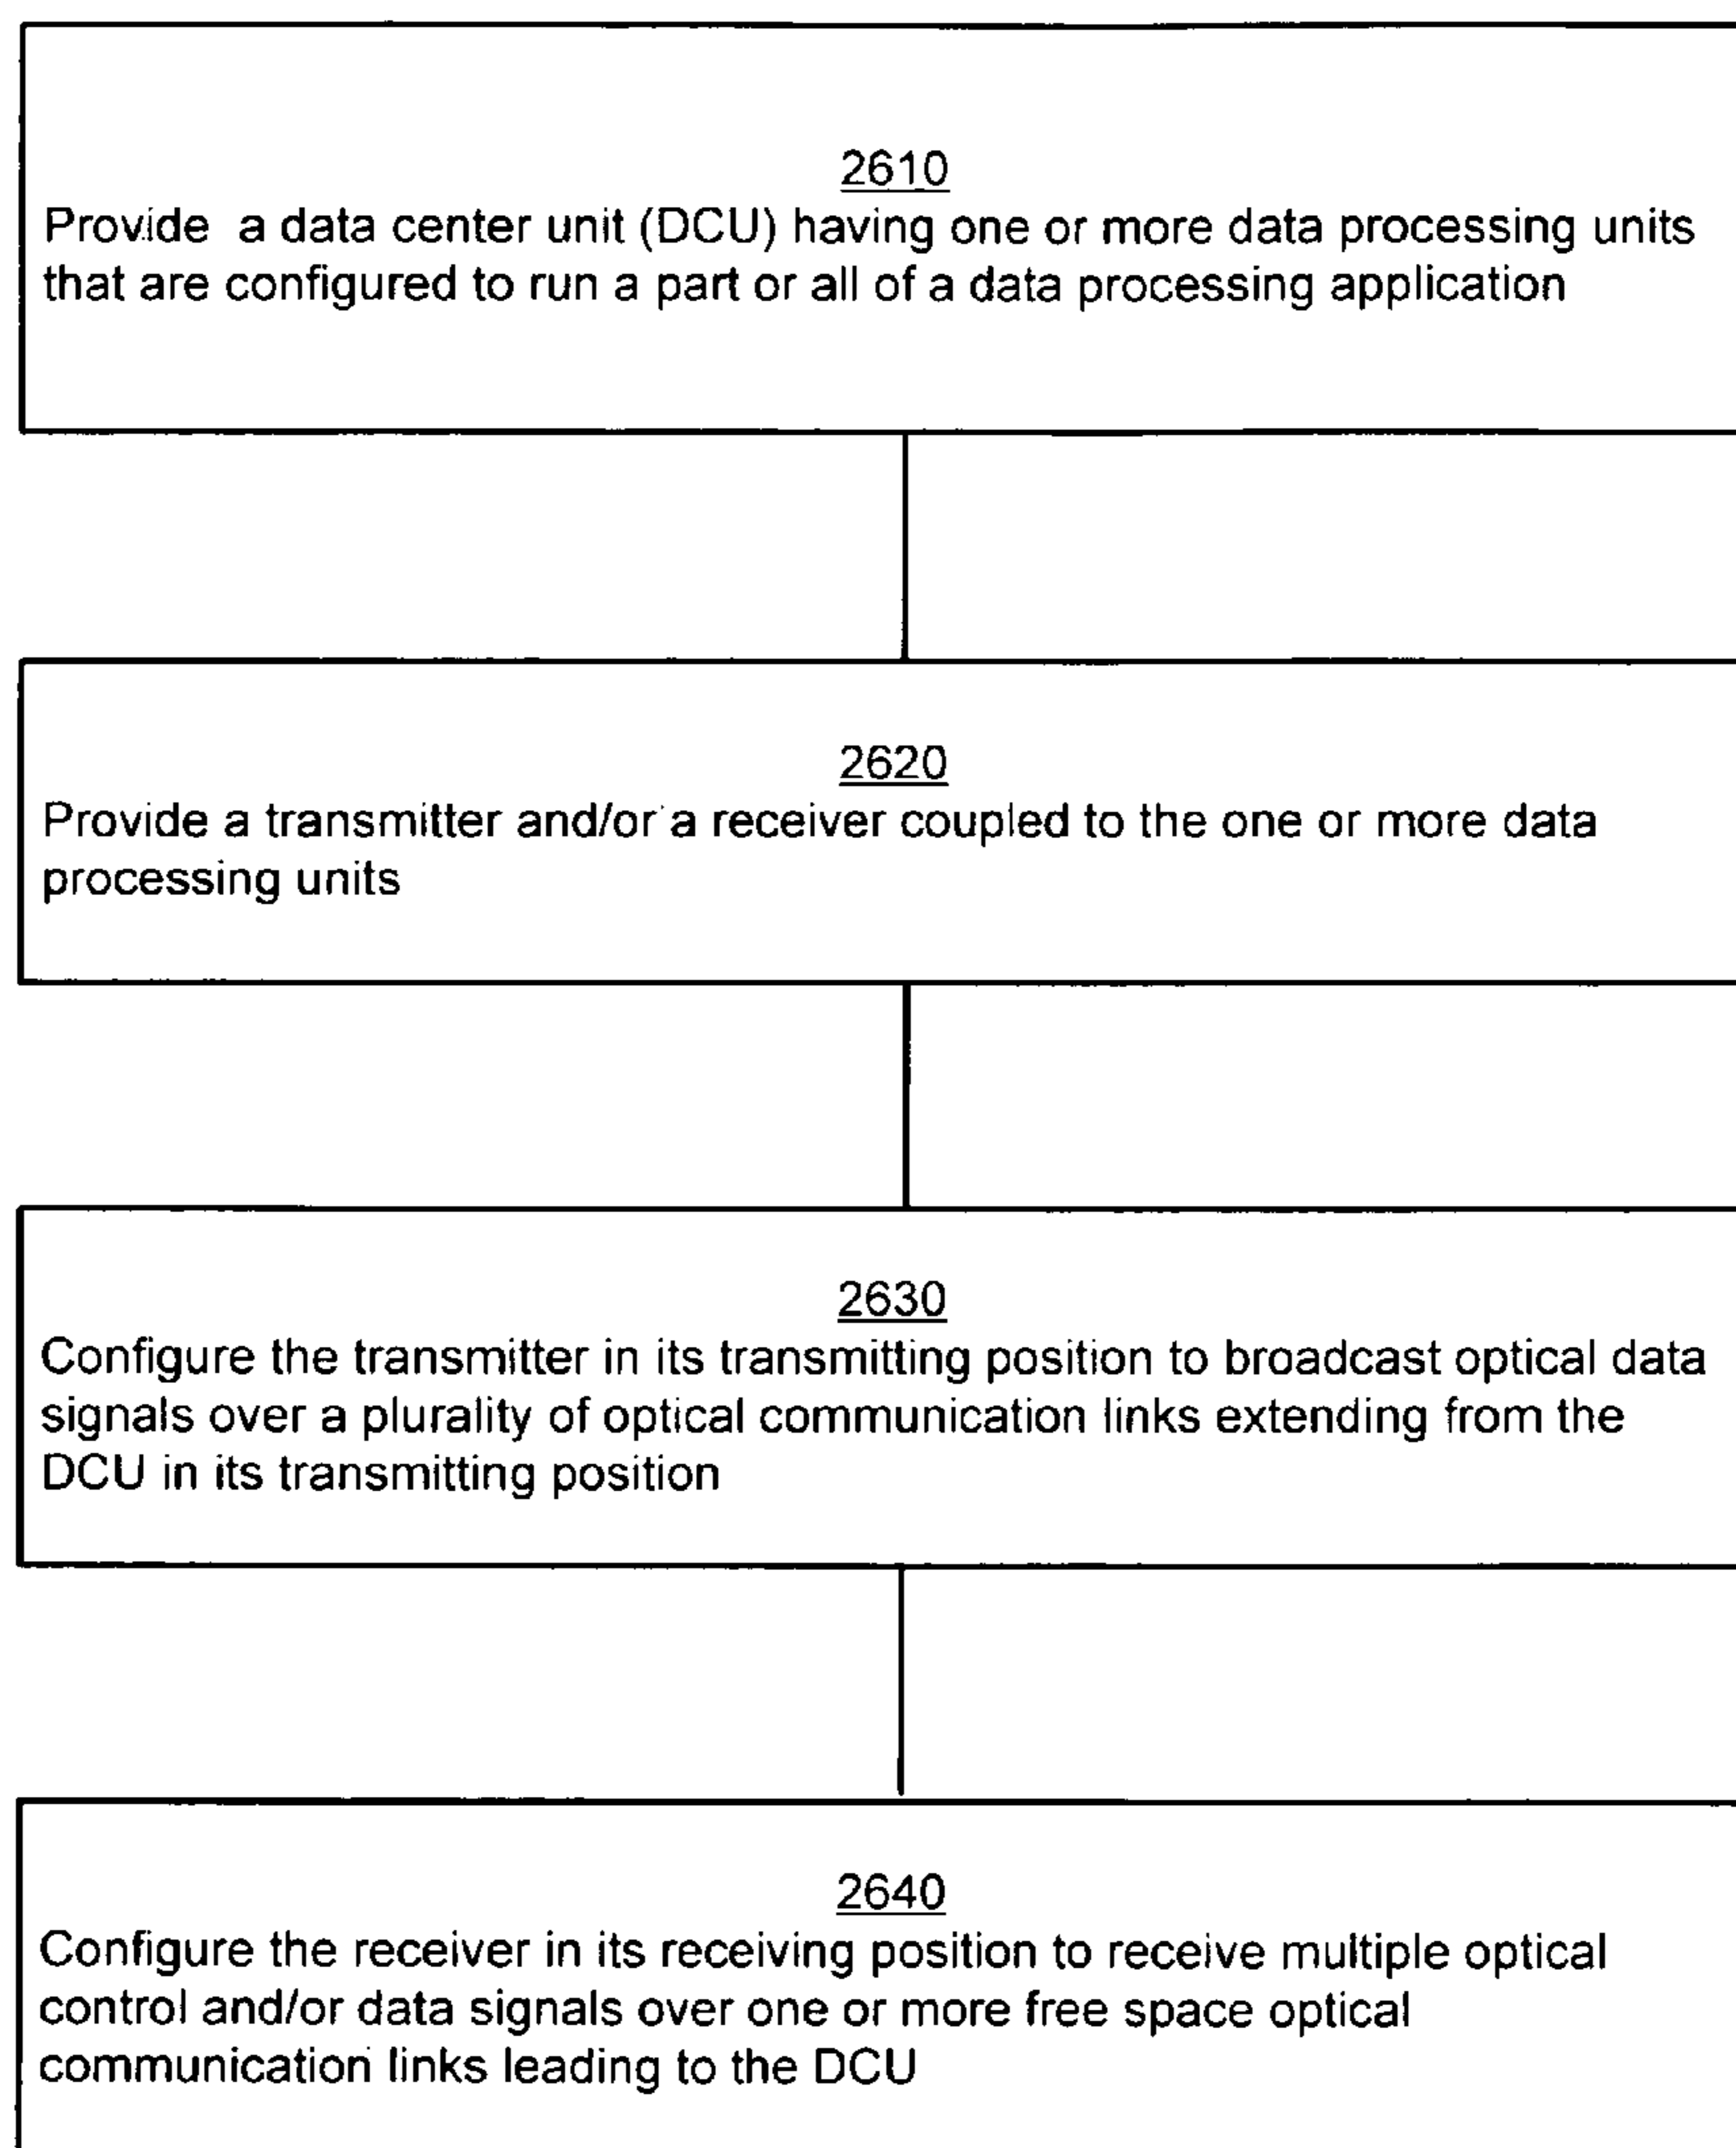 2610
Provide a data center unit (DCU) having one or more data processing units
that are configured to run a part or all of a data processing application
2620
Provide a transmitter and/or a receiver coupled to the one or more data
processing units
2630
Configure the transmitter in its transmitting position to broadcast optical data
signals over a plurality of optical communication links extending from the
DCU in its transmitting position
2640
Configure the receiver in its receiving position to receive multiple optical
control and/or data signals over one or more free space optical
communication links leading to the DCU